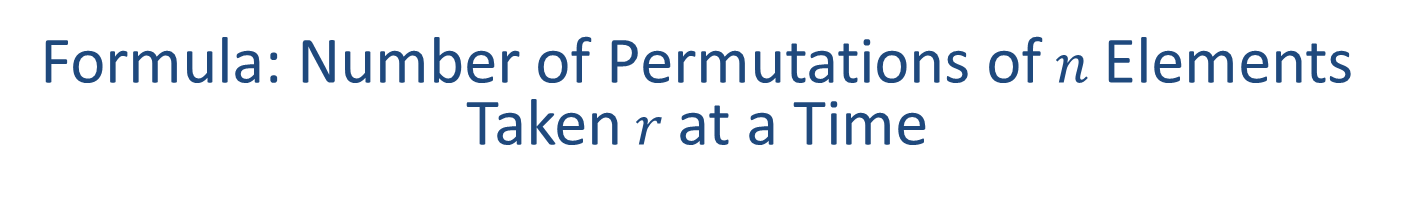 Formula: Number of Permutations of n Elements
Taken r at a Time